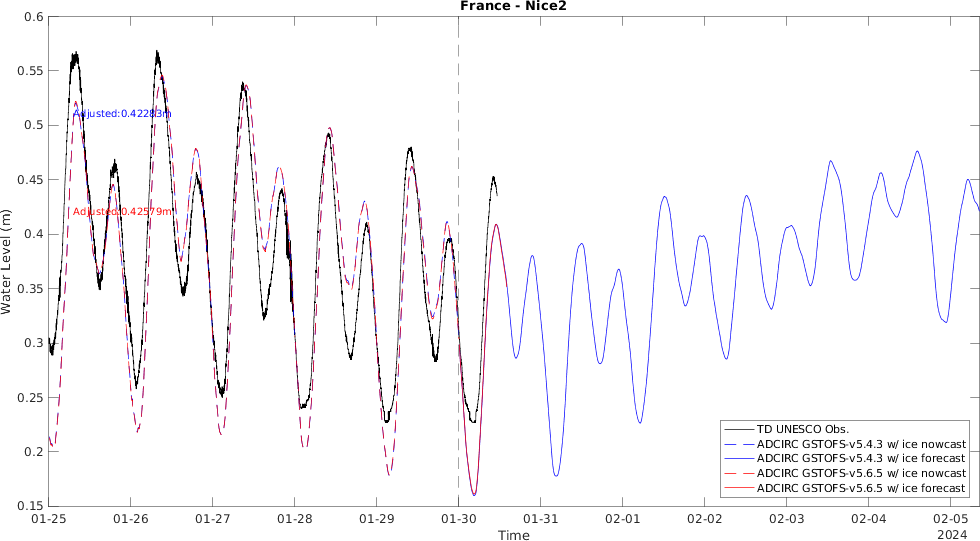 France - Nice2
0.6
0.55
0.5
0.45
0.4
0.35
0.3
0.25
0.2
0.15
Water Level (m)
Adjusted:0.42283m
Adjusted:0.42579m
TD UNESCO Obs.
ADCIRC GSTOFS-v5.4.3 w/ ice nowcast
ADCIRC GSTOFS-v5.4.3 w/ ice forecast
ADCIRC GSTOFS-v5.6.5 w/ ice nowcast
ADCIRC GSTOFS-v5.6.5 w/ ice forecast
01-25 01-26 01-27 01-28 01-29 01-30 01-31 02-01 02-02 02-03 02-04 02-05
Time
2024